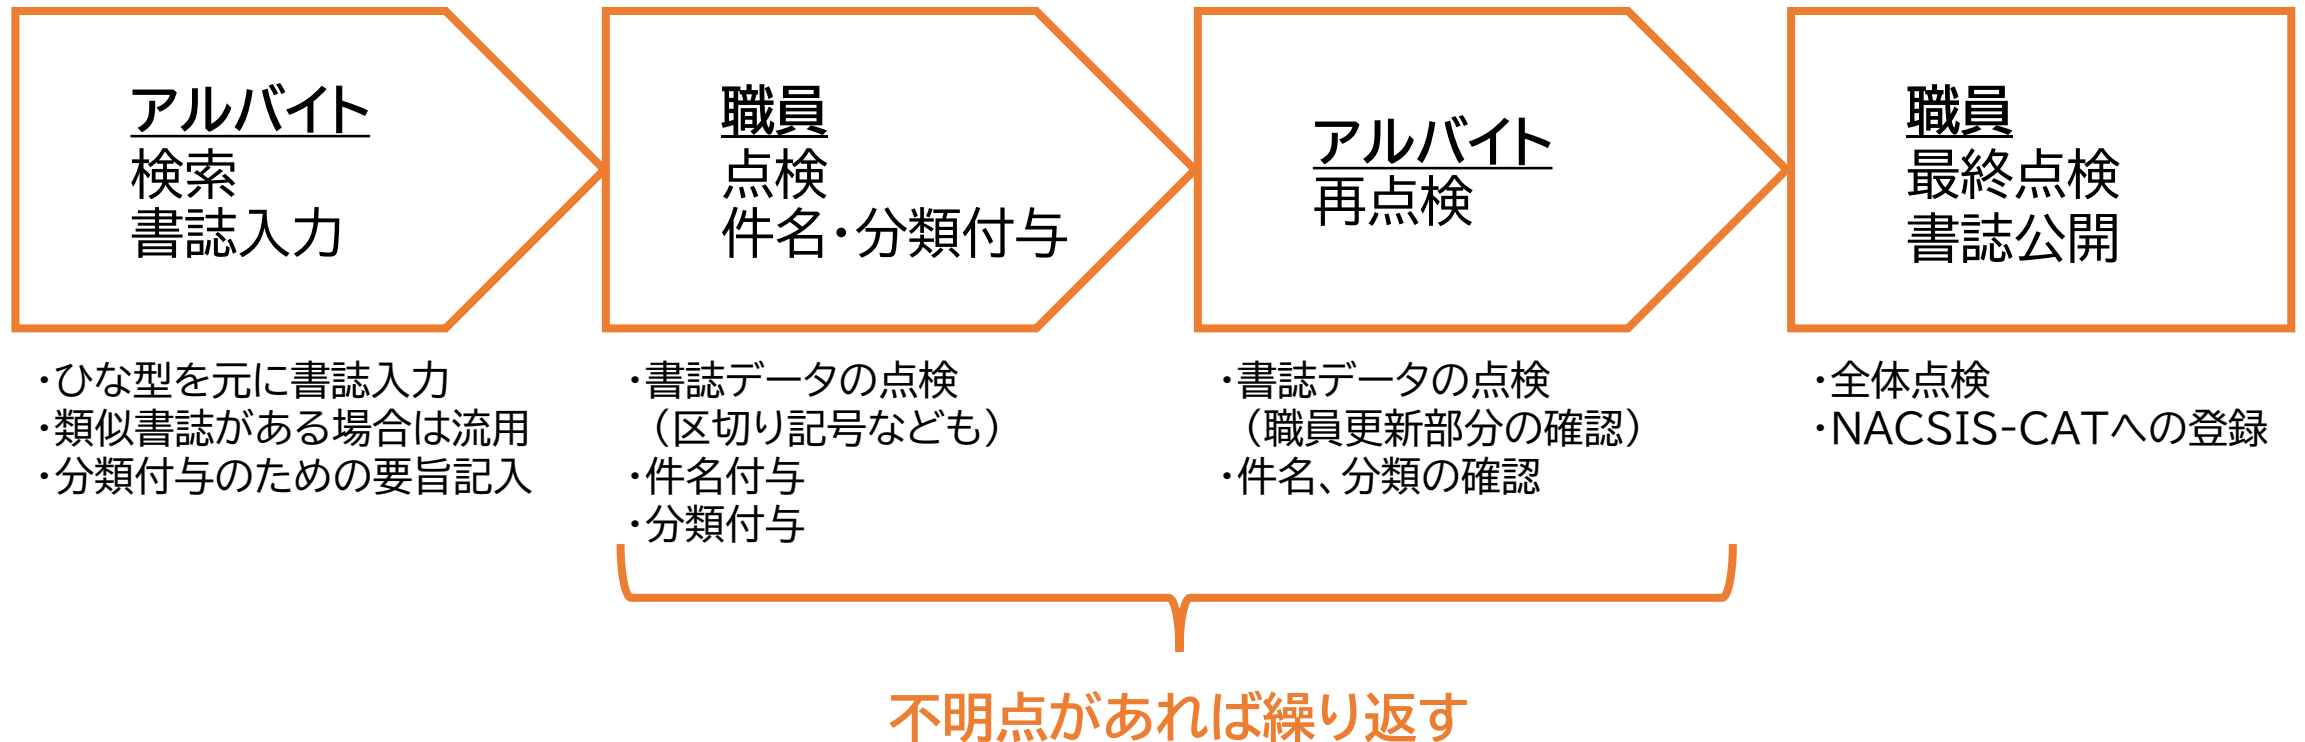 アルバイト
検索
書誌入力
職員
点検
件名・分類付与
アルバイト
再点検
職員
最終点検
書誌公開
・ひな型を元に書誌入力
・類似書誌がある場合は流用
・分類付与のための要旨記入
・書誌データの点検
（区切り記号なども）
・件名付与
・分類付与
・書誌データの点検
（職員更新部分の確認）
・件名、分類の確認
・全体点検
・NACSIS-CATへの登録
不明点があれば繰り返す